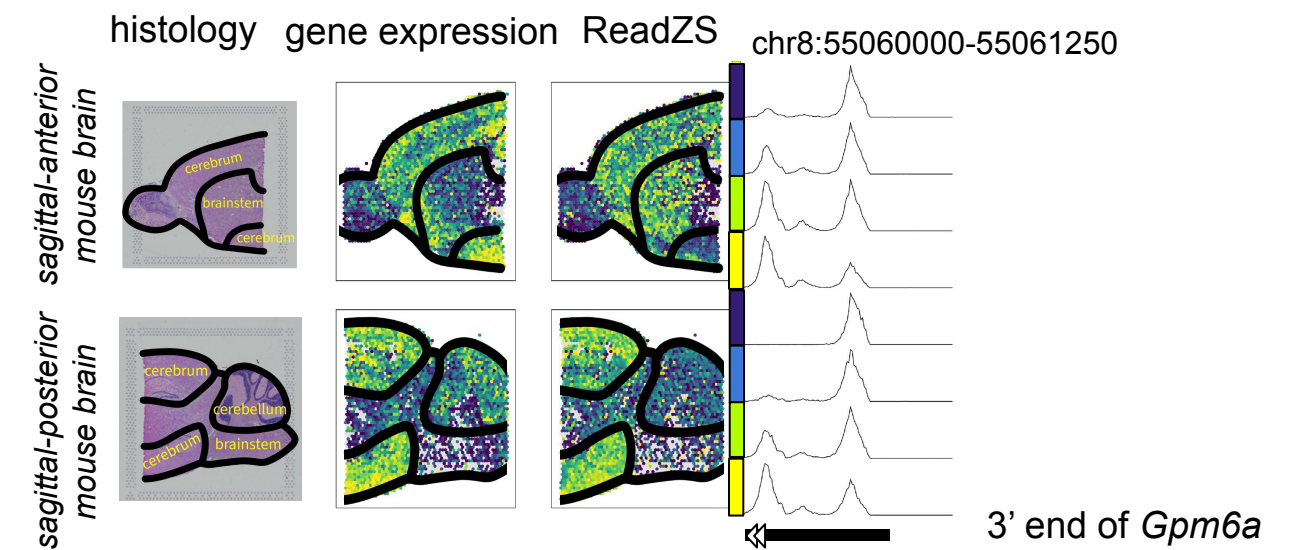 histology gene expression ReadZS chr8:55060000-55061250
sagittal-anterior
mouse brain
cerebrum
brainstem
cerebrum
sagittal-posterior
mouse brain
cerebrum
cerebellum
cerebrum
brainstem
3’ end of Gpm6a